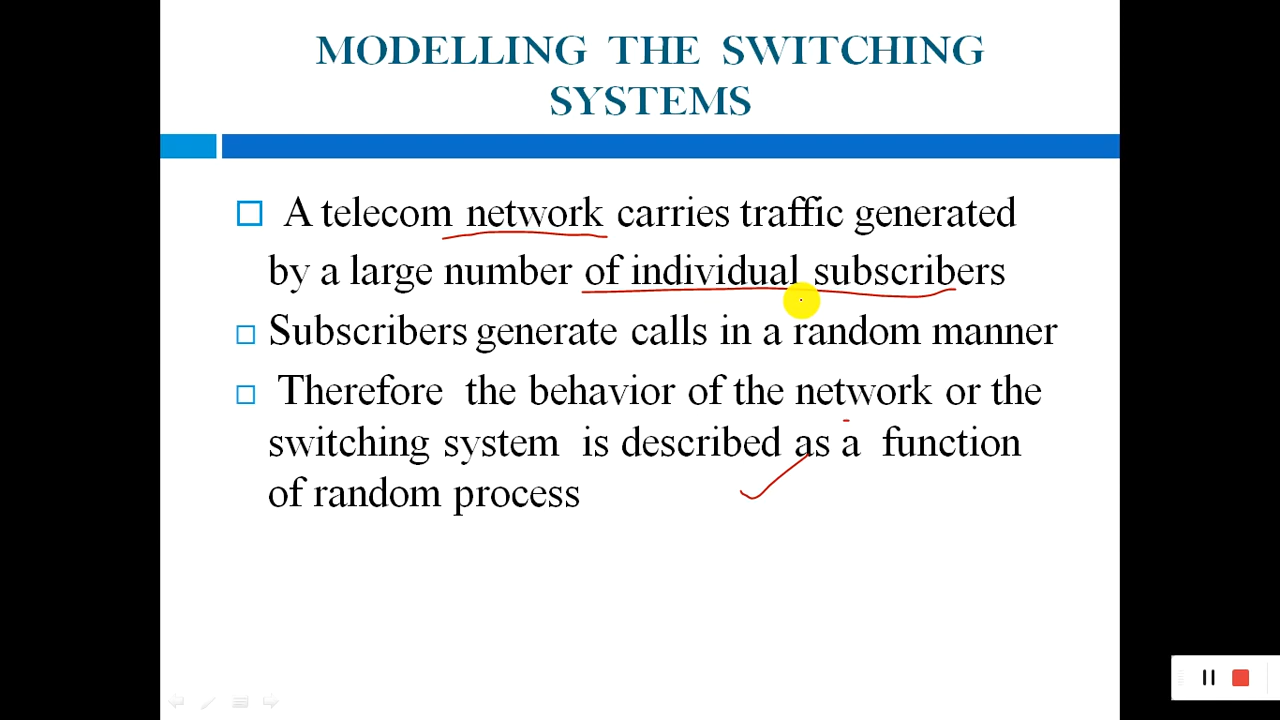 MODELLING THE SWITCHING
SYSTEMS
A telecom network carries traffic generated
by a large number of individual subscribers
Subscribers generate calls in a random manner
Therefore the behavior of the network or the
switching system is described as a function
of random process